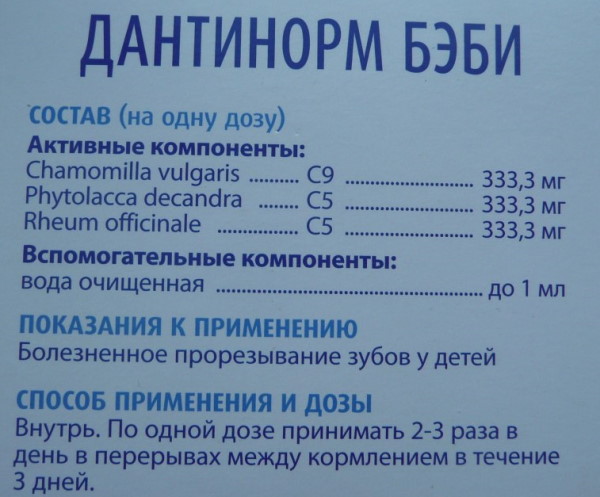 ДАНТИНОРМ БЭБИ
СОСТАВ (на одну дозу)
Активные компоненты:
Chamomilla vulgaris ......... C9 ....................... 333,3 мг
Phytolacca decandra ....... C5 ....................... 333,3 мг
Rheum officinale ............... C5 ....................... 333,3 мг
Вспомогательные компоненты:
вода очищенная ................................................ до 1 мл
ПОКАЗАНИЯ К ПРИМЕНЕНИЮ
Болезненное прорезывание зубов у детей
СПОСОБ ПРИМЕНЕНИЯ И ДОЗЫ
Внутрь. По одной дозе принимать 2-3 раза в
день в перерывах между кормлением в течение
3 дней.